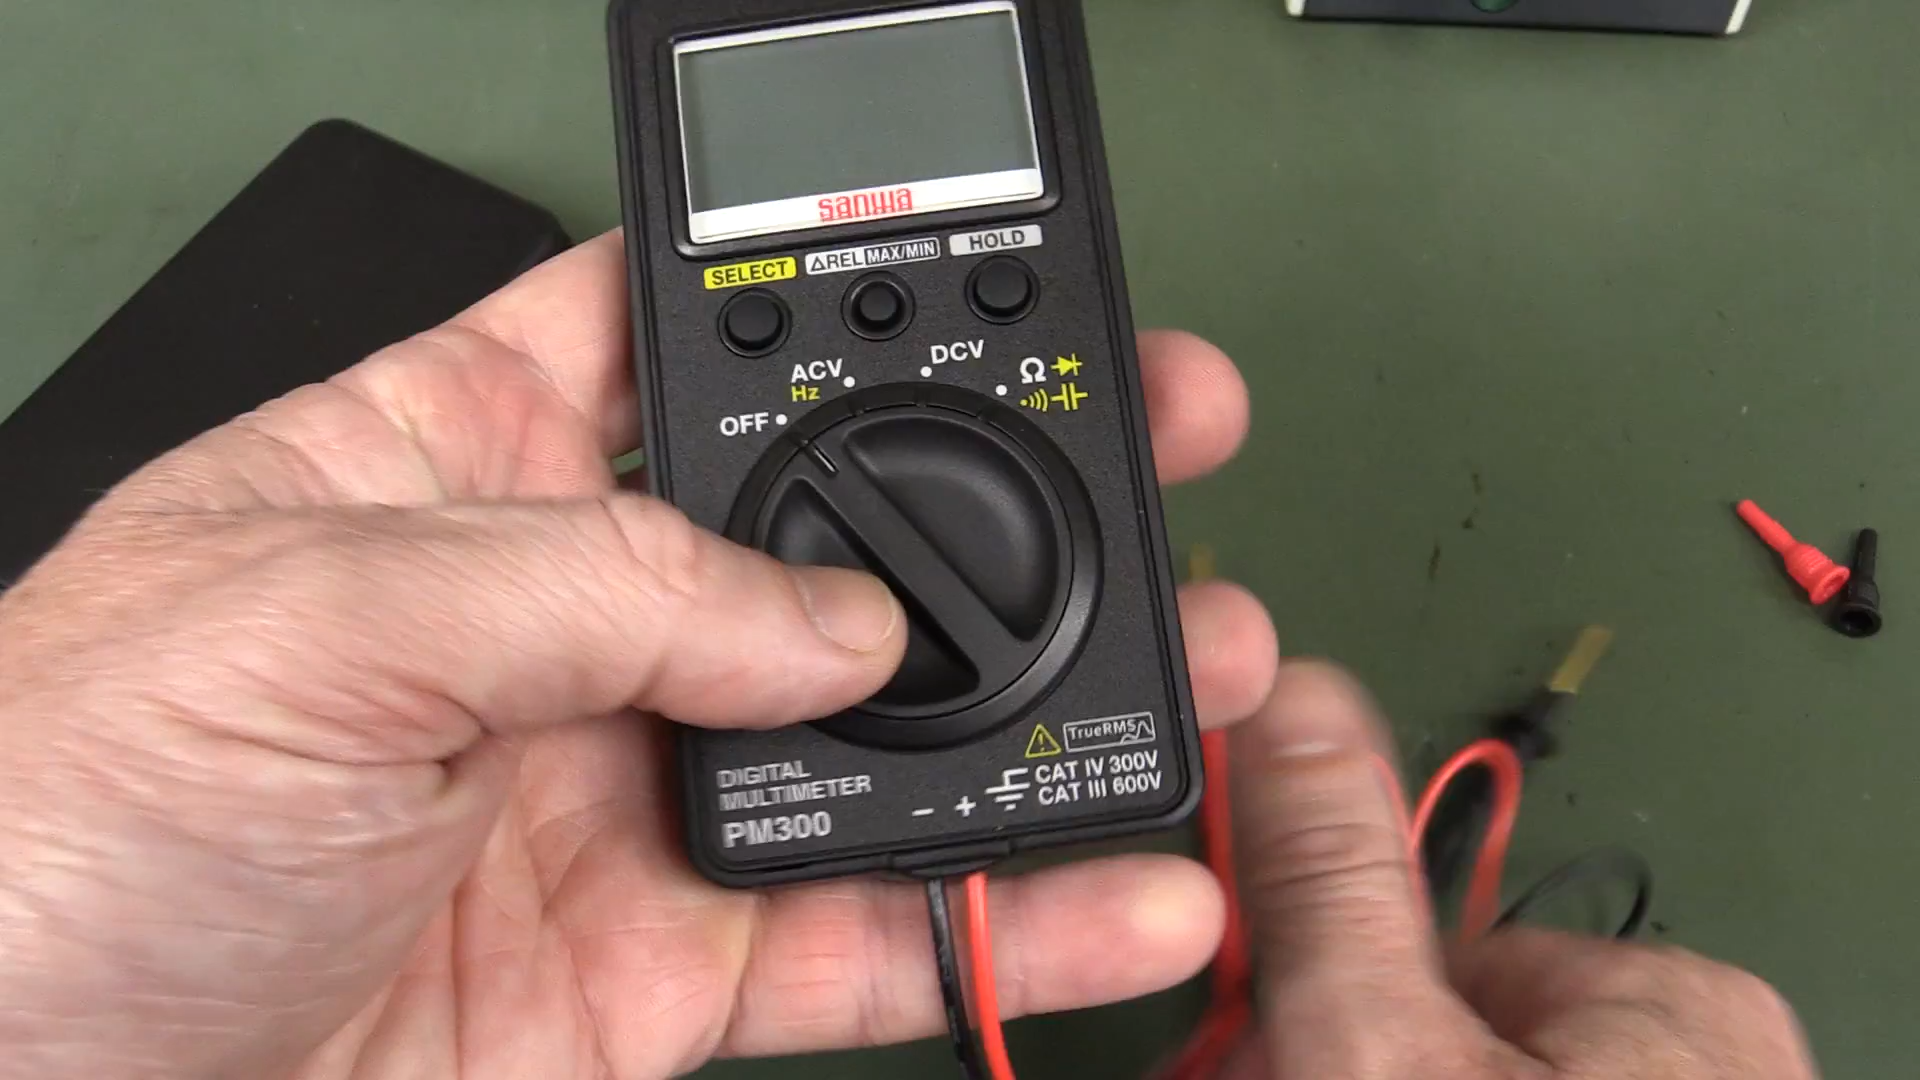 sanwa
SELECT
△REL MAX/MIN
HOLD
ACV
Hz
DCV
Ω
OFF
TrueRMS
CAT IV 300V
CAT III 600V
DIGITAL
MULTIMETER
PM300
− +